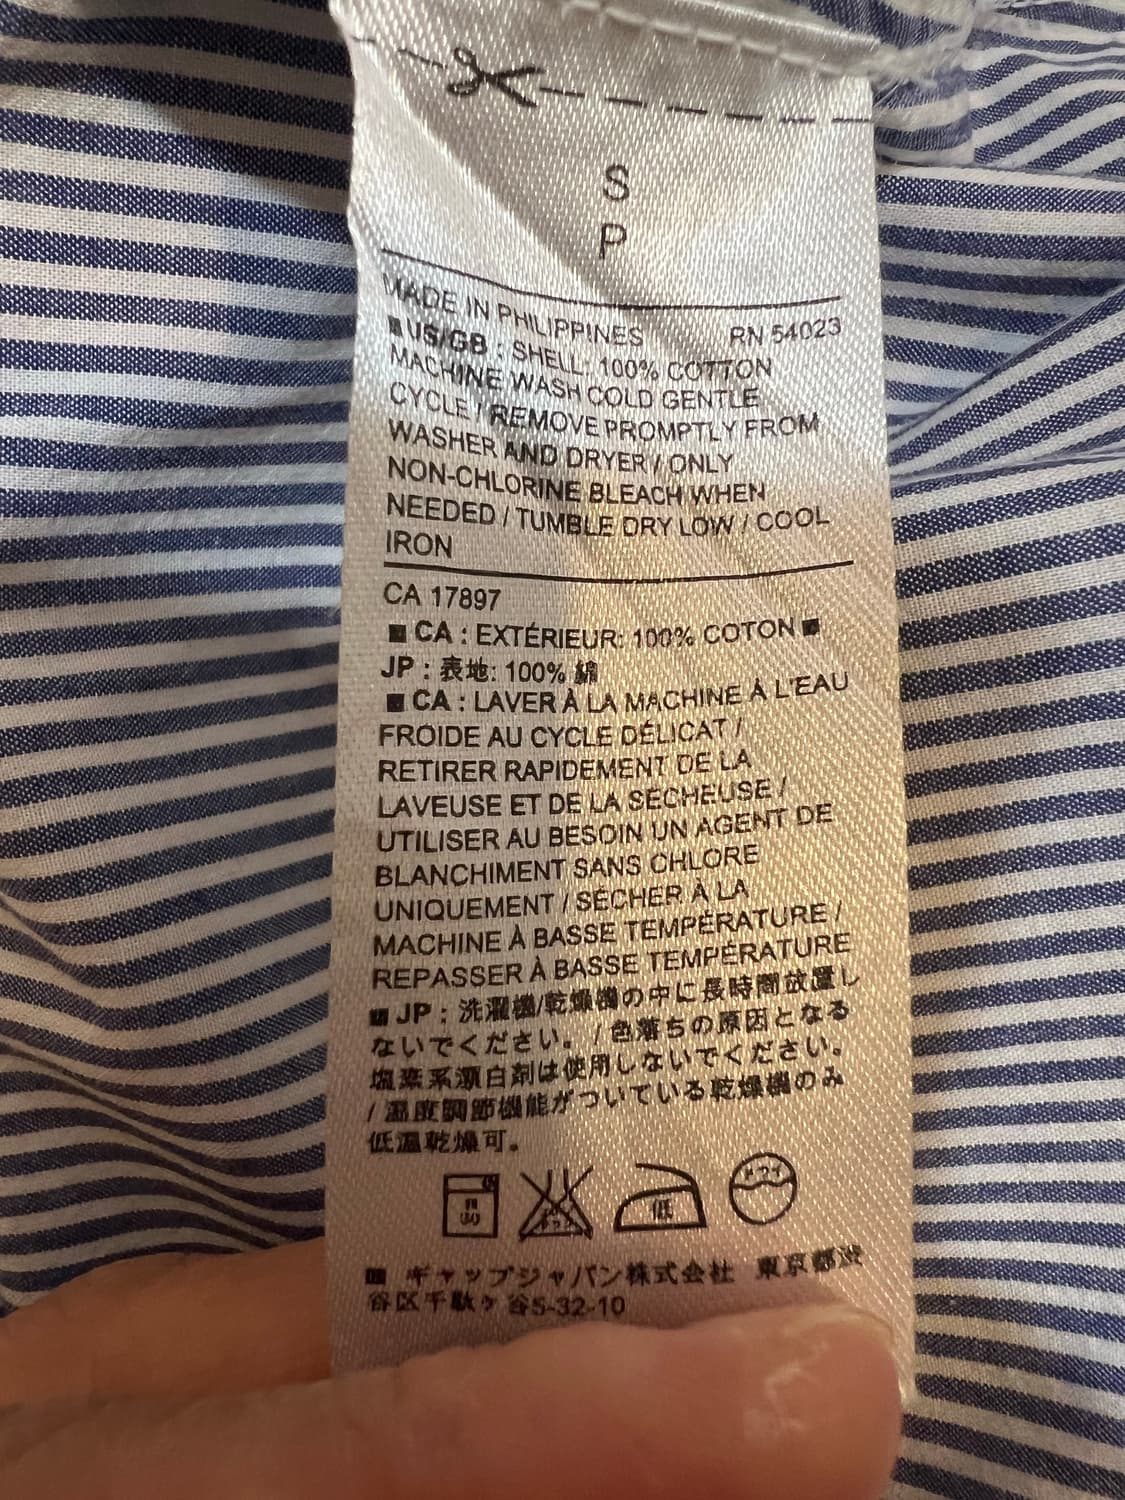 S
P
MADE IN PHILIPPINES RN 54023
■US/GB : SHELL: 100% COTTON
MACHINE WASH COLD GENTLE
CYCLE / REMOVE PROMPTLY FROM
WASHER AND DRYER / ONLY
NON-CHLORINE BLEACH WHEN
NEEDED / TUMBLE DRY LOW / COOL
IRON
CA 17897
■ CA : EXTÉRIEUR: 100% COTON ■
JP : 表地: 100% 綿
■ CA : LAVER À LA MACHINE À L'EAU
FROIDE AU CYCLE DÉLICAT /
RETIRER RAPIDEMENT DE LA
LAVEUSE ET DE LA SÉCHEUSE /
UTILISER AU BESOIN UN AGENT DE
BLANCHIMENT SANS CHLORE
UNIQUEMENT / SÉCHER À LA
MACHINE À BASSE TEMPÉRATURE /
REPASSER À BASSE TEMPÉRATURE
■ JP : 洗濯機/乾燥機の中に長時間放置し
ないでください。 / 色落ちの原因となる
塩素系漂白剤は使用しないでください。
/ 温度調節機能がついている乾燥機のみ
低温乾燥可。
低 ドライ
■ ギャップジャパン株式会社 東京都渋
谷区千駄ヶ谷5-32-10